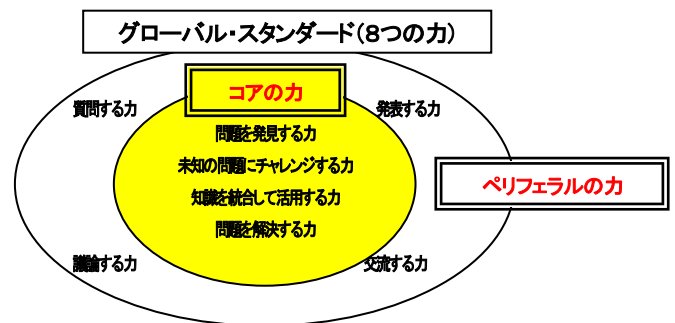 グローバル・スタンダード(8つの力)
コアの力
質問する力
発表する力
問題を発見する力
未知の問題にチャレンジする力
ペリフェラルの力
知識を統合して活用する力
問題を解決する力
議論する力
交流する力